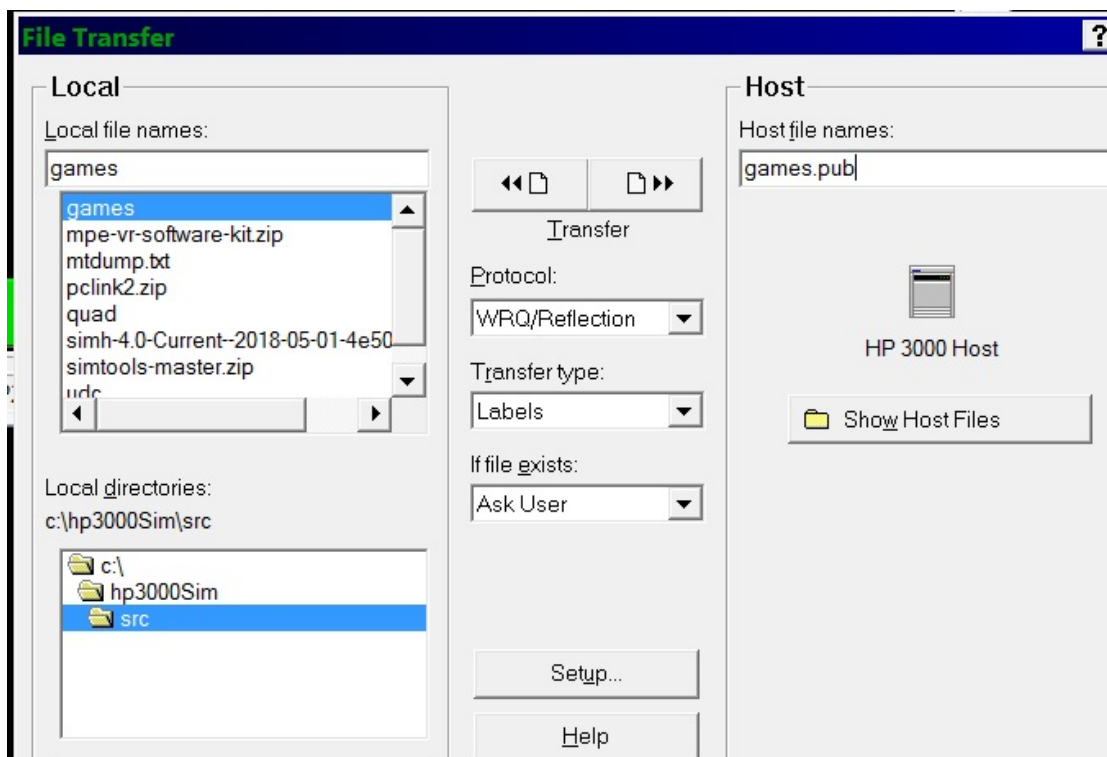 File Transfer
?
Local
Local file names:
games
games
mpe-vr-software-kit.zip
mtdump.txt
pclink2.zip
quad
simh-4.0-Current--2018-05-01-4e50
simtools-master.zip
udc
Local directories:
c:\hp3000Sim\src
c:\
hp3000Sim
src
Transfer
Protocol:
WRQ/Reflection
Transfer type:
Labels
If file exists:
Ask User
Setup...
Help
Host
Host file names:
games.pub
HP 3000 Host
Show Host Files